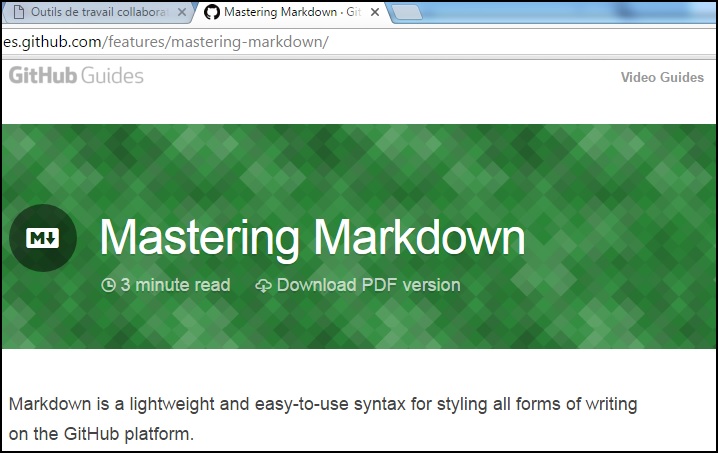 Outils de travail collabora
Mastering Markdown · Git
es.github.com/features/mastering-markdown/
GitHub Guides
Video Guides
M
Mastering Markdown
3 minute read
Download PDF version
Markdown is a lightweight and easy-to-use syntax for styling all forms of writing
on the GitHub platform.